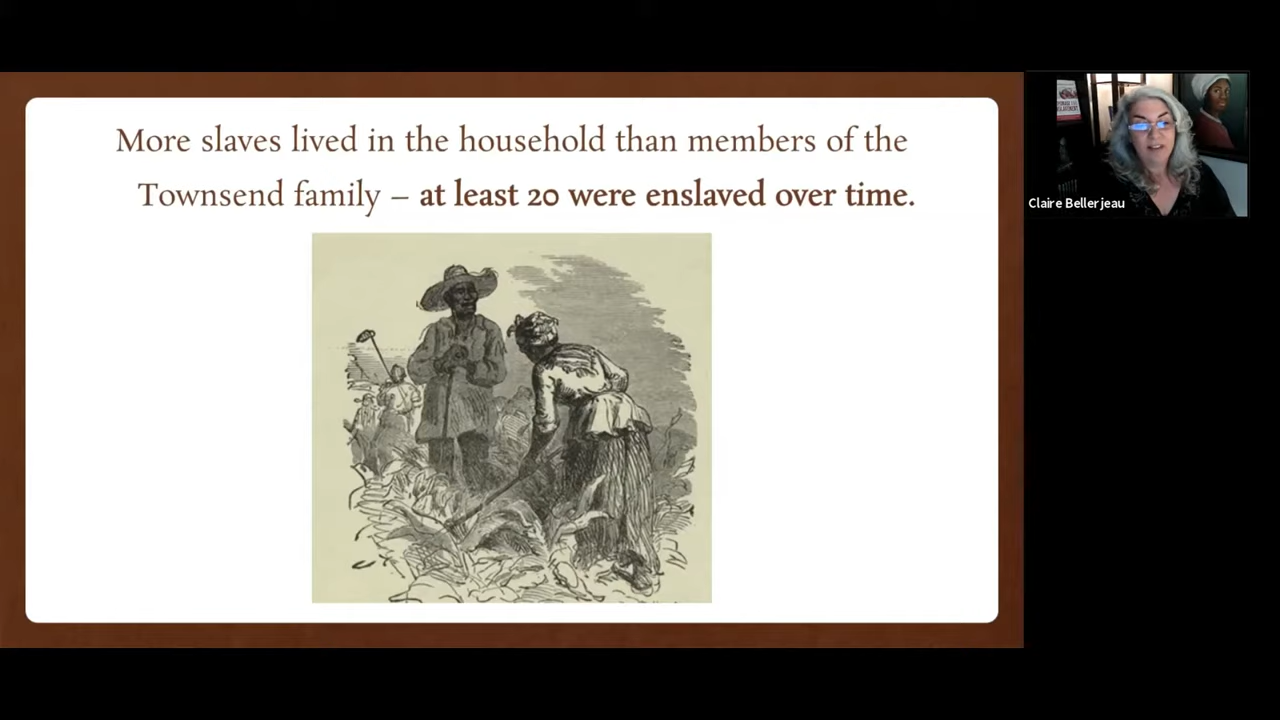 More slaves lived in the household than members of the
Townsend family – at least 20 were enslaved over time.
Claire Bellerjeau